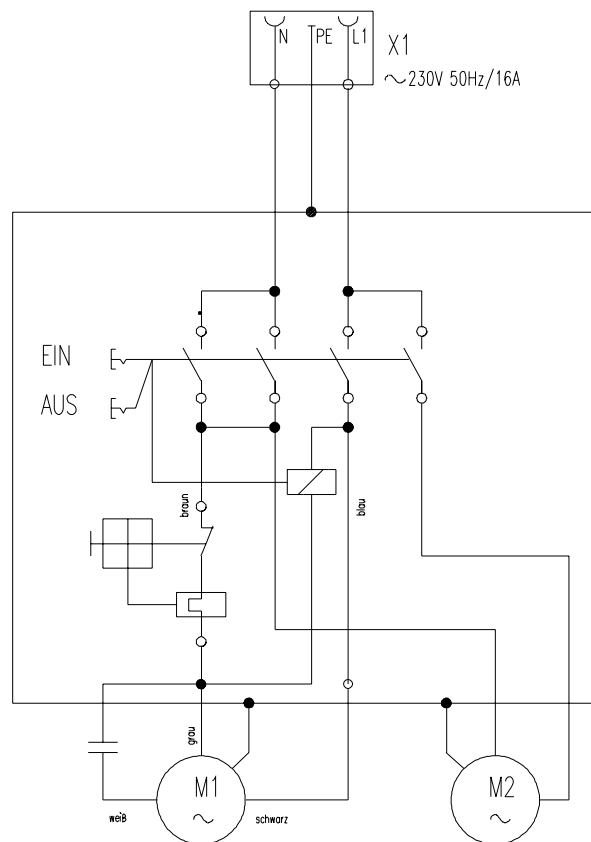 N PE L1
X1
~230V 50Hz/16A
EIN
AUS
braun
blau
grau
M1
~
M2
~
weiß
schwarz